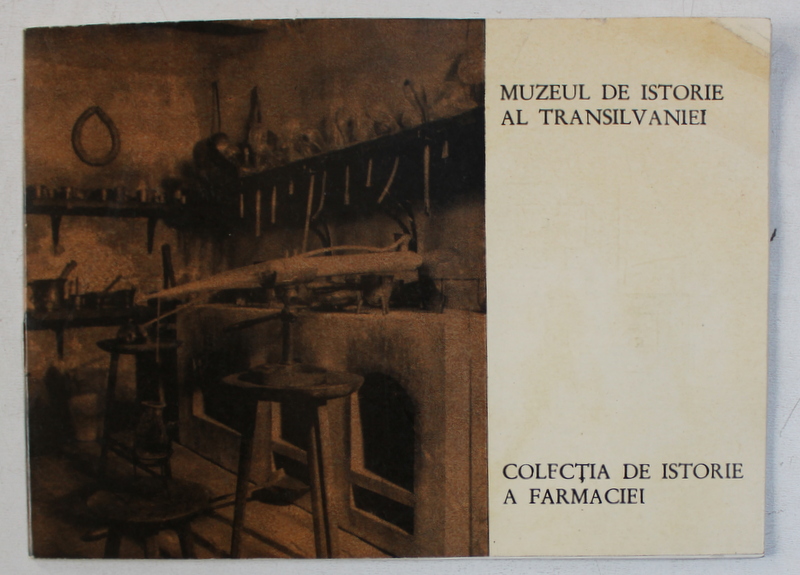 MUZEUL DE ISTORIE
AL TRANSILVANIEI
COLECȚIA DE ISTORIE
A FARMACIEI